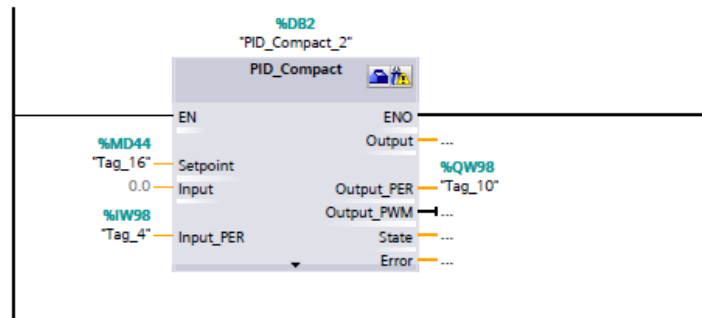 %DB2
"PID_Compact_2"
PID_Compact
EN ENO
Output ...
%MD44
"Tag_16" Setpoint
%QW98
0.0 Input Output_PER "Tag_10"
Output_PWM ...
%IW98
"Tag_4" Input_PER State ...
Error ...